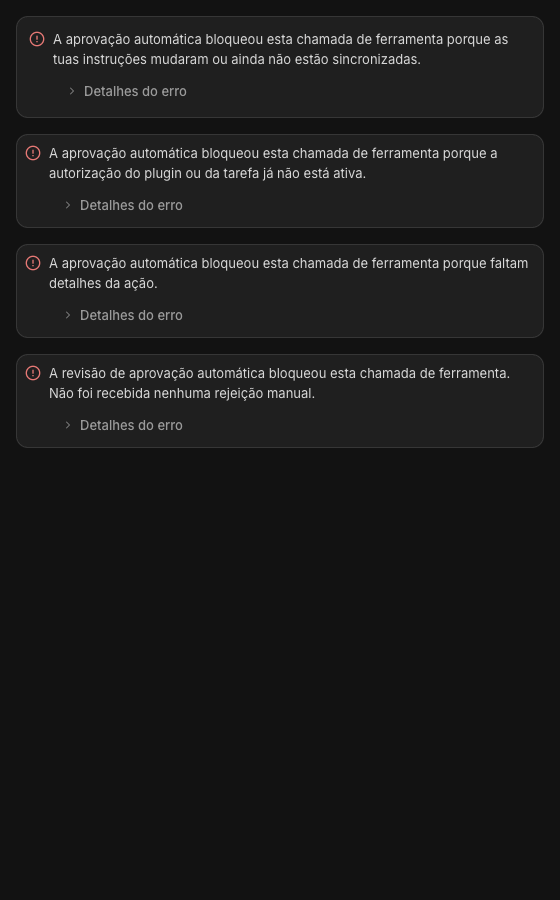 A aprovação automática bloqueou esta chamada de ferramenta porque as
tuas instruções mudaram ou ainda não estão sincronizadas.
Detalhes do erro
A aprovação automática bloqueou esta chamada de ferramenta porque a
autorização do plugin ou da tarefa já não está ativa.
Detalhes do erro
A aprovação automática bloqueou esta chamada de ferramenta porque faltam
detalhes da ação.
Detalhes do erro
A revisão de aprovação automática bloqueou esta chamada de ferramenta.
Não foi recebida nenhuma rejeição manual.
Detalhes do erro